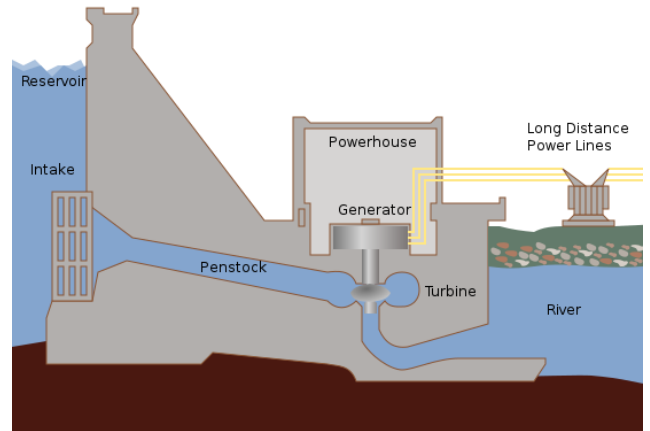 Reservoir
Intake
Powerhouse
Generator
Long Distance
Power Lines
Penstock
Turbine
River